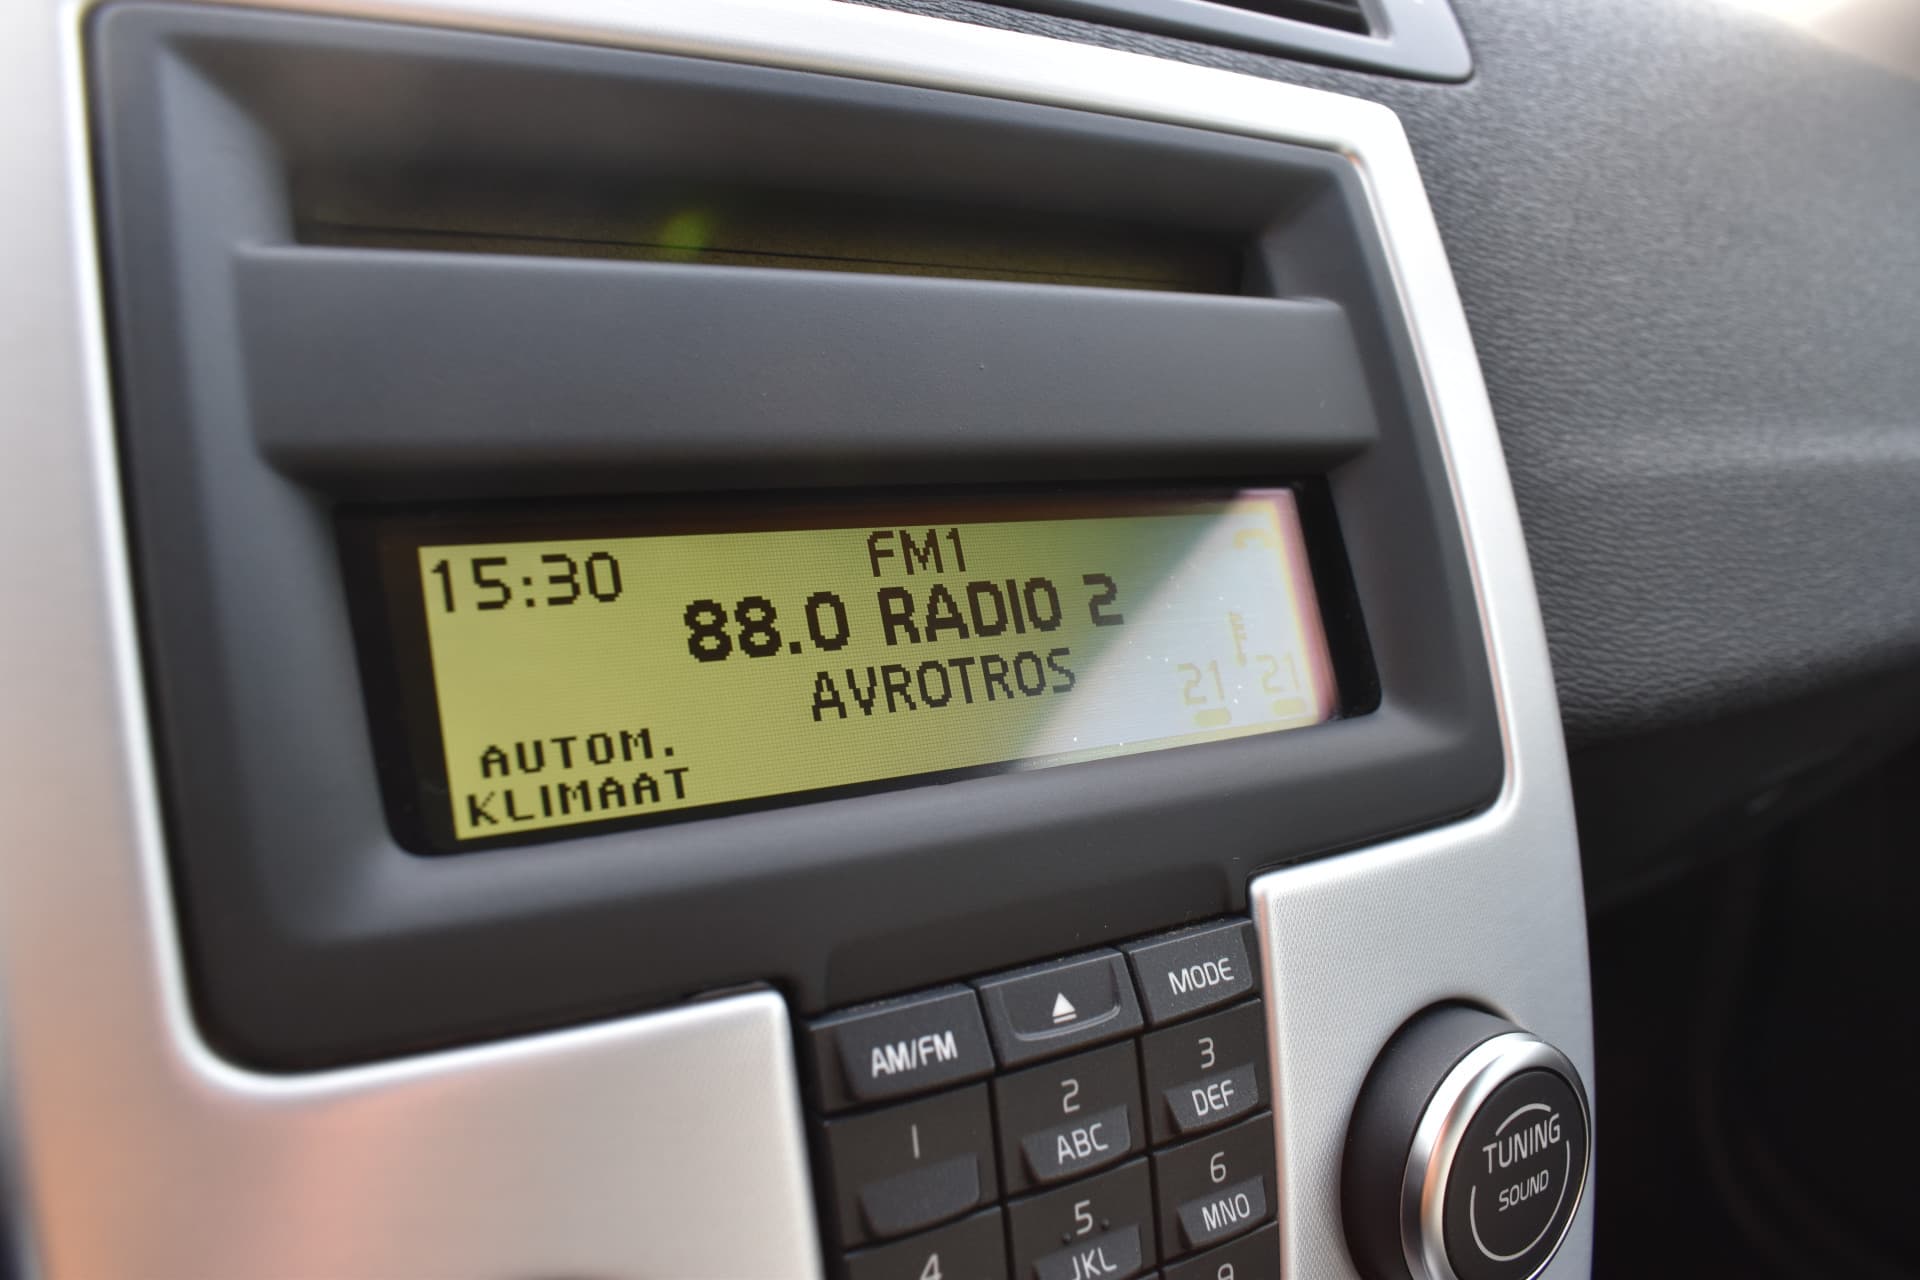 15:30
FM1
88.0 RADIO 2
AVROTROS
21 21
AUTOM.
KLIMAAT
AM/FM
MODE
1
2
ABC
3
DEF
4
5
JKL
6
MNO
TUNING
SOUND